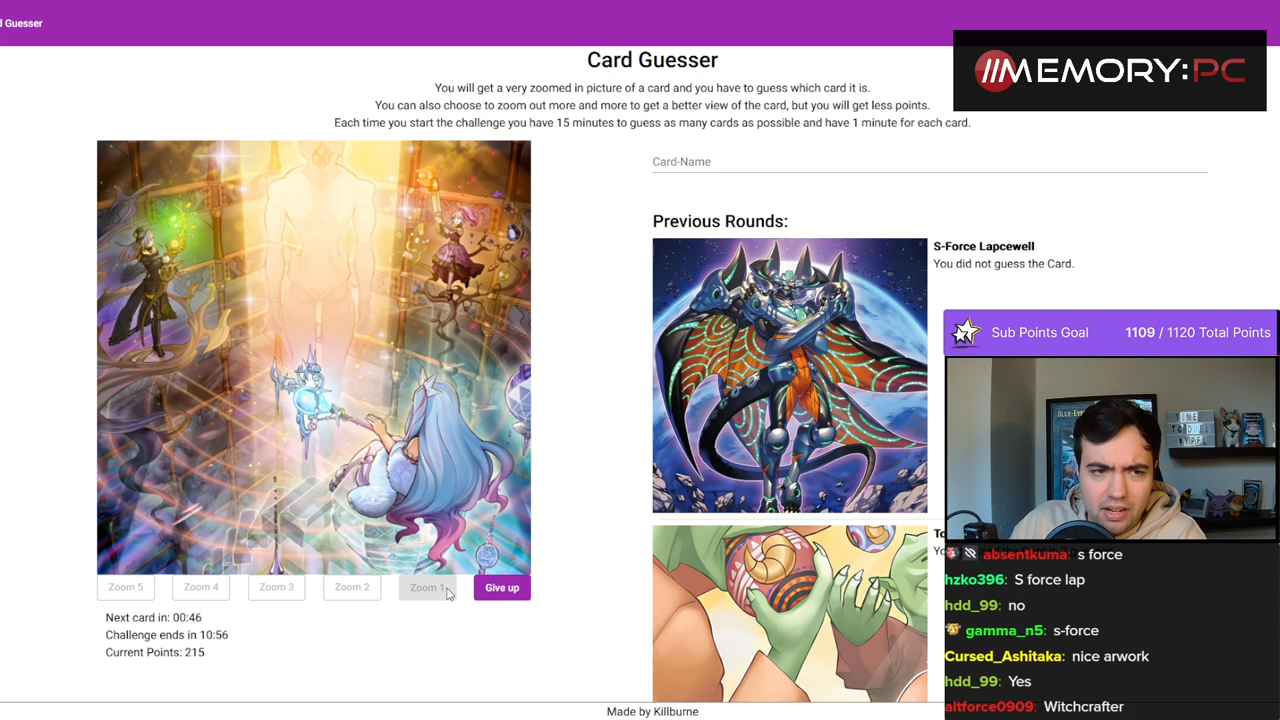 d Guesser
MEMORY:PC
Card Guesser
You will get a very zoomed in picture of a card and you have to guess which card it is.
You can also choose to zoom out more and more to get a better view of the card, but you will get less points.
Each time you start the challenge you have 15 minutes to guess as many cards as possible and have 1 minute for each card.
Card-Name
Previous Rounds:
S-Force Lapcewell
You did not guess the Card.
Sub Points Goal 1109 / 1120 Total Points
TIME
absentkuma: s force
hzko396: S force lap
hdd_99: no
gamma_n5: s-force
Cursed_Ashitaka: nice arwork
hdd_99: Yes
altforce0909: Witchcrafter
Zoom 5 Zoom 4 Zoom 3 Zoom 2 Zoom 1 Give up
Next card in: 00:46
Challenge ends in 10:56
Current Points: 215
Made by Killburne